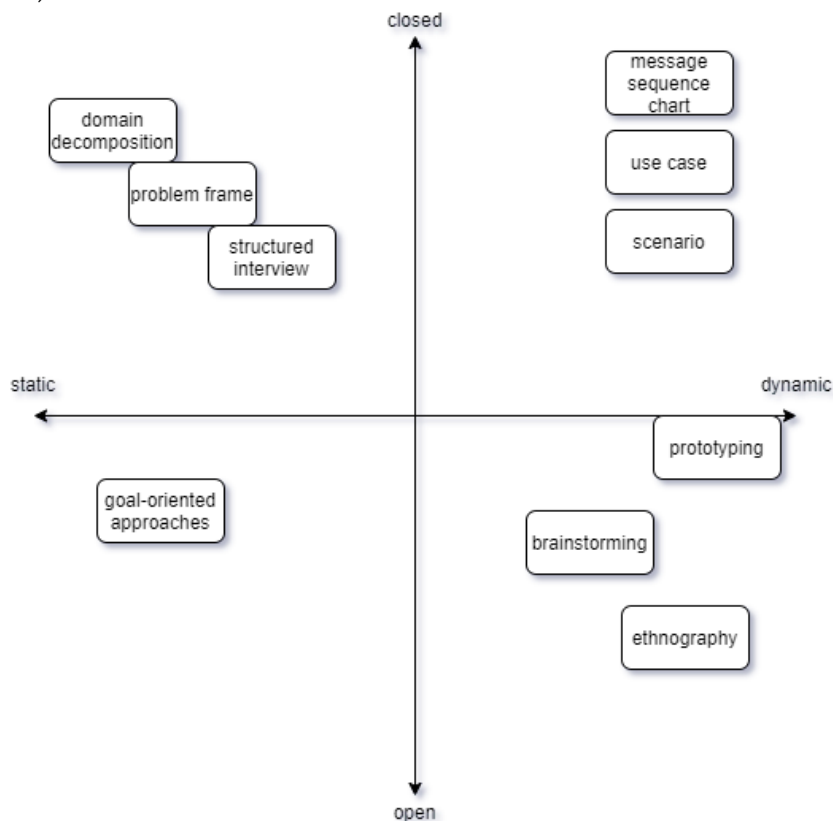 closed
message
sequence
chart
domain
decomposition
use case
problem frame
structured
interview
scenario
static
dynamic
prototyping
goal-oriented
approaches
brainstorming
ethnography
open